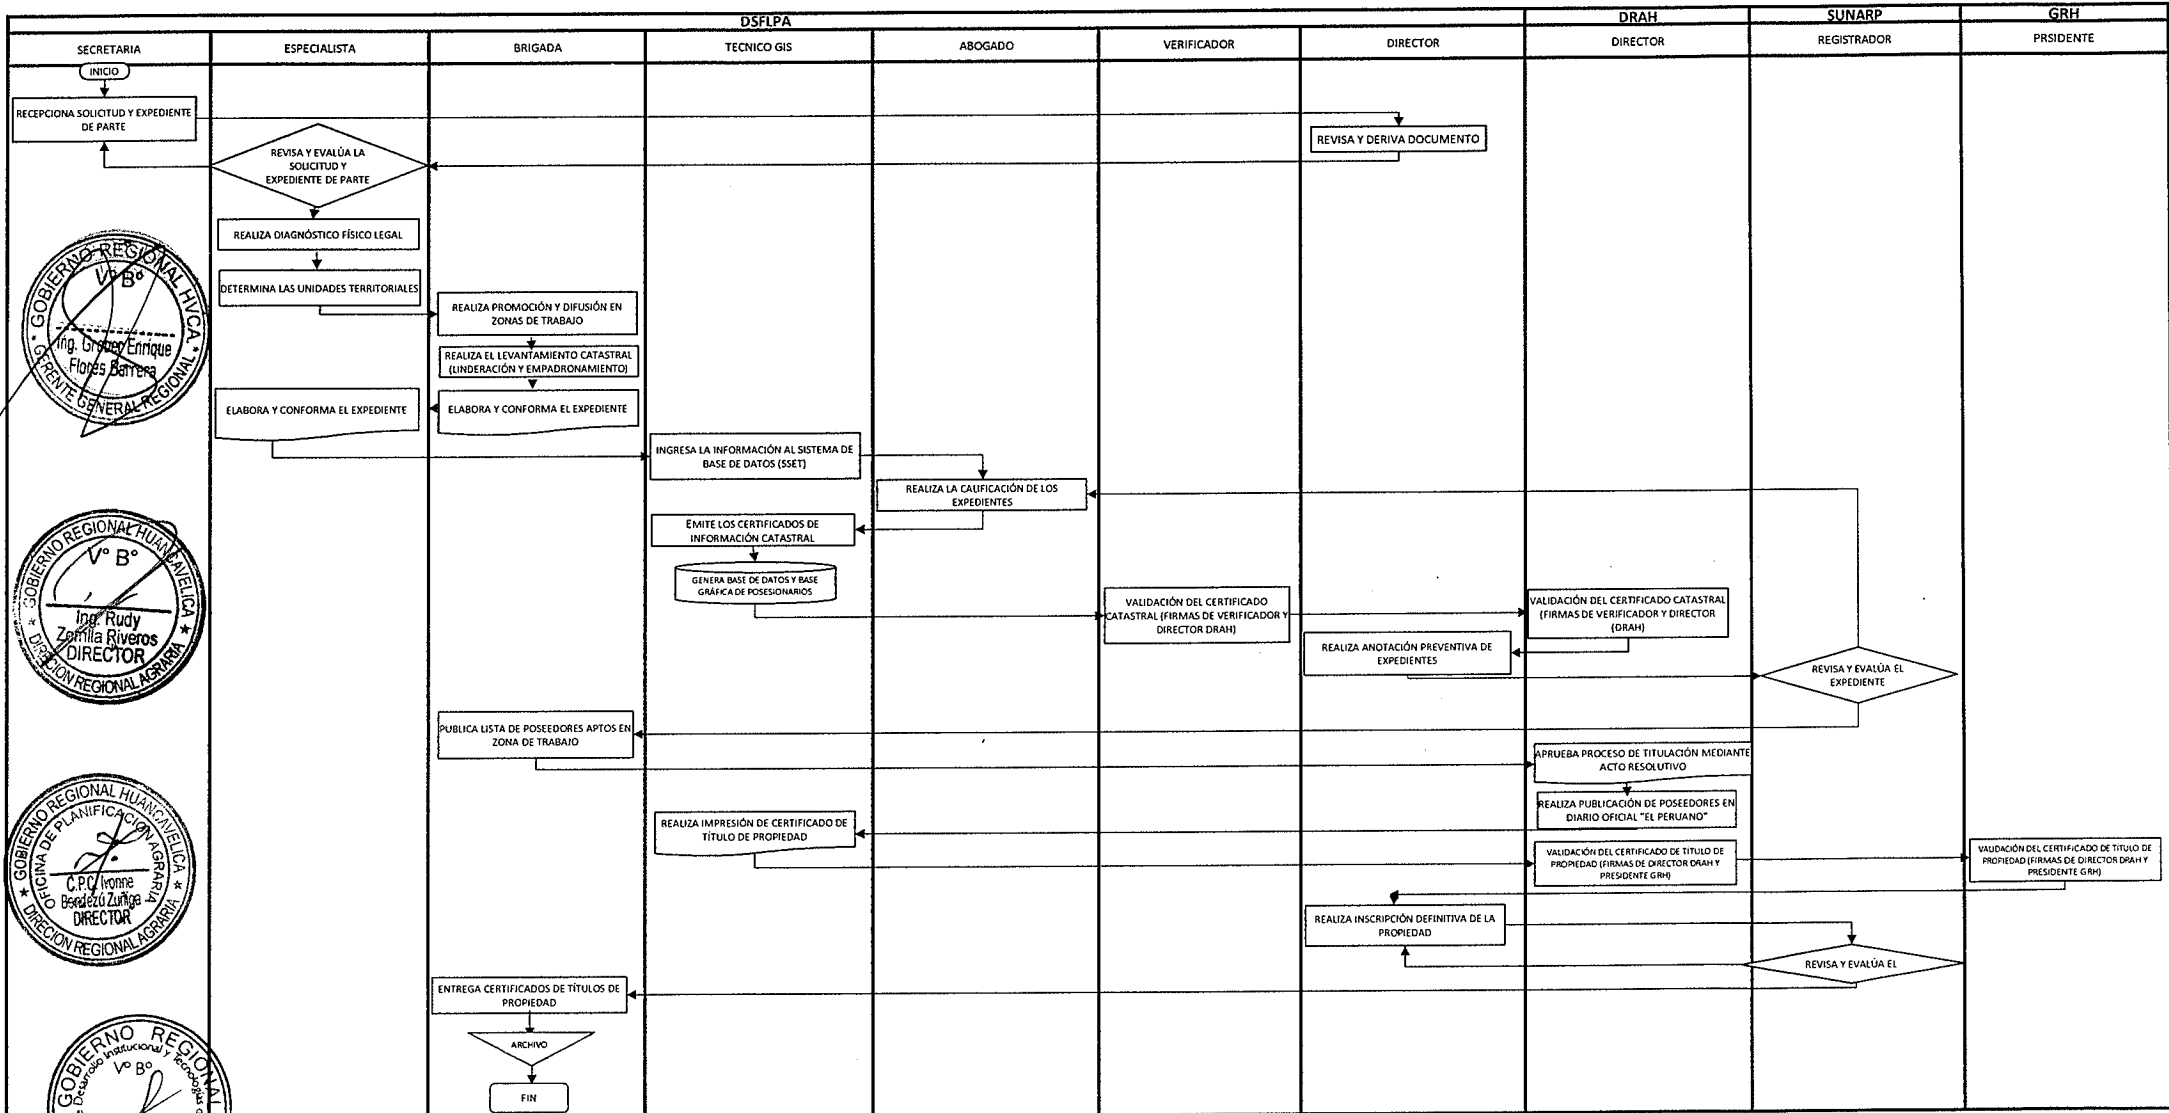 DSFLPA
DRAH
SUNARP
GRH
SECRETARIA
ESPECIALISTA
BRIGADA
TECNICO GIS
ABOGADO
VERIFICADOR
DIRECTOR
DIRECTOR
REGISTRADOR
PRSIDENTE
INICIO
RECEPCIONA SOLICITUD Y EXPEDIENTE
DE PARTE
REVISA Y DERIVA DOCUMENTO
REVISA Y EVALÚA LA
SOLICITUD Y
EXPEDIENTE DE PARTE
REALIZA DIAGNÓSTICO FÍSICO LEGAL
DETERMINA LAS UNIDADES TERRITORIALES
REALIZA PROMOCIÓN Y DIFUSIÓN EN
ZONAS DE TRABAJO
REALIZA EL LEVANTAMIENTO CATASTRAL
(LINDERACIÓN Y EMPADRONAMIENTO)
ELABORA Y CONFORMA EL EXPEDIENTE
ELABORA Y CONFORMA EL EXPEDIENTE
INGRESA LA INFORMACIÓN AL SISTEMA DE
BASE DE DATOS (SSET)
REALIZA LA CALIFICACIÓN DE LOS
EXPEDIENTES
EMITE LOS CERTIFICADOS DE
INFORMACIÓN CATASTRAL
GENERA BASE DE DATOS Y BASE
GRÁFICA DE POSESIONARIOS
VALIDACIÓN DEL CERTIFICADO
CATASTRAL (FIRMAS DE VERIFICADOR Y
DIRECTOR DRAH)
VALIDACIÓN DEL CERTIFICADO CATASTRAL
(FIRMAS DE VERIFICADOR Y DIRECTOR
(DRAH)
REALIZA ANOTACIÓN PREVENTIVA DE
EXPEDIENTES
REVISA Y EVALÚA EL
EXPEDIENTE
PUBLICA LISTA DE POSEEDORES APTOS EN
ZONA DE TRABAJO
APRUEBA PROCESO DE TITULACIÓN MEDIANTE
ACTO RESOLUTIVO
REALIZA PUBLICACIÓN DE POSEEDORES EN
DIARIO OFICIAL "EL PERUANO"
REALIZA IMPRESIÓN DE CERTIFICADO DE
TÍTULO DE PROPIEDAD
VALIDACIÓN DEL CERTIFICADO DE TITULO DE
PROPIEDAD (FIRMAS DE DIRECTOR DRAH Y
PRESIDENTE GRH)
VALIDACIÓN DEL CERTIFICADO DE TITULO DE
PROPIEDAD (FIRMAS DE DIRECTOR DRAH Y
PRESIDENTE GRH)
REALIZA INSCRIPCIÓN DEFINITIVA DE LA
PROPIEDAD
REVISA Y EVALÚA EL
ENTREGA CERTIFICADOS DE TÍTULOS DE
PROPIEDAD
ARCHIVO
FIN
GOBIERNO REGIONAL HVCA.
V° B°
Ing. Grober Enrique
Flores Barrera
GERENTE GENERAL REGIONAL
GOBIERNO REGIONAL HUANCAVELICA
V° B°
Ing. Rudy
Zorrilla Riveros
DIRECTOR
DIRECION REGIONAL AGRARIA
GOBIERNO REGIONAL HUANCAVELICA
OFICINA DE PLANIFICACIÓN AGRARIA
C.P.C. Ivonne
Bendezú Zuñiga
DIRECTOR
DIRECION REGIONAL AGRARIA
GOBIERNO REGIONAL
Desarrollo Institucional y Tecnologías
V° B°